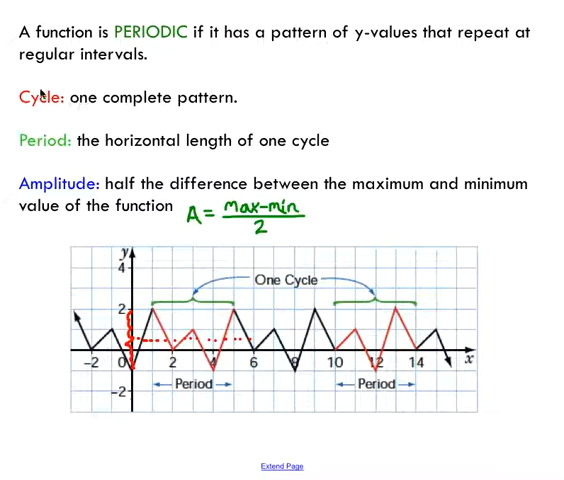 A function is PERIODIC if it has a pattern of y-values that repeat at
regular intervals.
Cycle: one complete pattern.
Period: the horizontal length of one cycle
Amplitude: half the difference between the maximum and minimum
value of the function
A = max-min
2
y
4
One Cycle
2
-2 0 2 4 6 8 10 12 14 x
Period
Period
-2
Extend Page